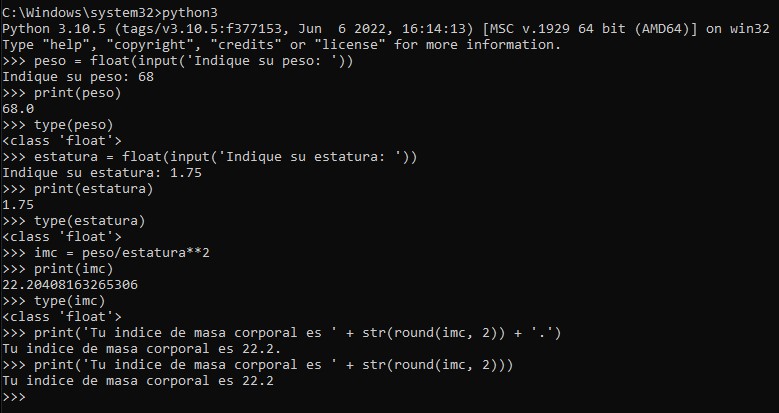 C:\Windows\system32>python3
Python 3.10.5 (tags/v3.10.5:f377153, Jun  6 2022, 16:14:13) [MSC v.1929 64 bit (AMD64)] on win32
Type "help", "copyright", "credits" or "license" for more information.
>>> peso = float(input('Indique su peso: '))
Indique su peso: 68
>>> print(peso)
68.0
>>> type(peso)
<class 'float'>
>>> estatura = float(input('Indique su estatura: '))
Indique su estatura: 1.75
>>> print(estatura)
1.75
>>> type(estatura)
<class 'float'>
>>> imc = peso/estatura**2
>>> print(imc)
22.20408163265306
>>> type(imc)
<class 'float'>
>>> print('Tu indice de masa corporal es ' + str(round(imc, 2)) + '.')
Tu indice de masa corporal es 22.2.
>>> print('Tu indice de masa corporal es ' + str(round(imc, 2)))
Tu indice de masa corporal es 22.2
>>>